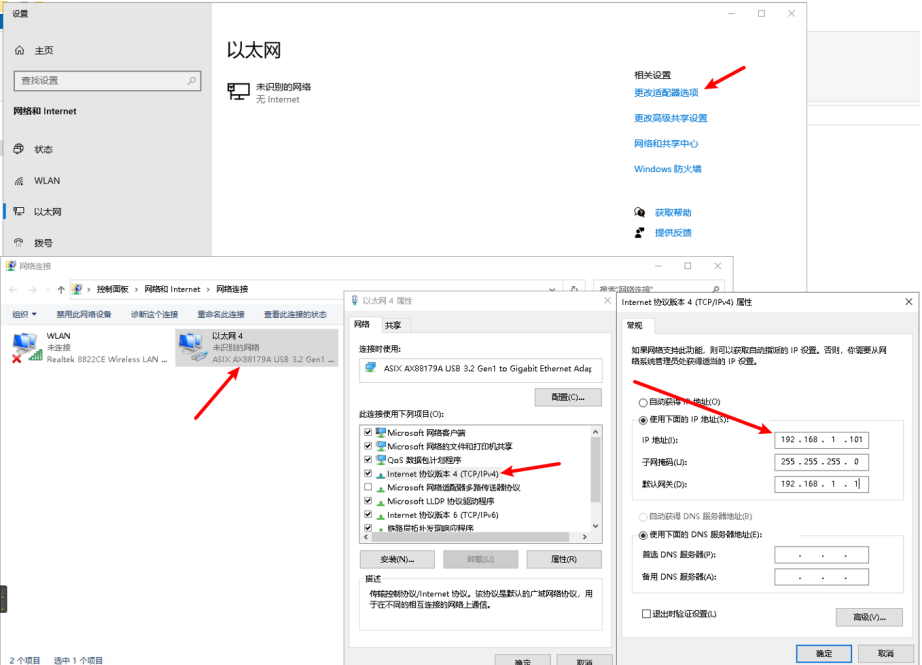 设置
主页
查找设置
网络和 Internet
状态
WLAN
以太网
拨号
以太网
未识别的网络
无 Internet
相关设置
更改适配器选项
更改高级共享设置
网络和共享中心
Windows 防火墙
获取帮助
提供反馈
网络连接
控制面板 › 网络和 Internet › 网络连接
搜索"网络连接"
组织 禁用此网络设备 诊断这个连接 重命名此连接 查看此连接的状态
WLAN
未连接
Realtek 8822CE Wireless LAN ...
以太网 4
未识别的网络
ASIX AX88179A USB 3.2 Gen1 ...
2 个项目 选中 1 个项目
以太网 4 属性
网络 共享
连接时使用:
ASIX AX88179A USB 3.2 Gen1 to Gigabit Ethernet Adap
配置(C)...
此连接使用下列项目(O):
Microsoft 网络客户端
Microsoft 网络的文件和打印机共享
QoS 数据包计划程序
Internet 协议版本 4 (TCP/IPv4)
Microsoft 网络适配器多路传送器协议
Microsoft LLDP 协议驱动程序
Internet 协议版本 6 (TCP/IPv6)
链路层拓扑发现响应程序
安装(N)... 卸载(U) 属性(R)
描述
传输控制协议/Internet 协议。该协议是默认的广域网络协议，用
于在不同的相互连接的网络上通信。
确定 取消
Internet 协议版本 4 (TCP/IPv4) 属性
常规
如果网络支持此功能，则可以获取自动指派的 IP 设置。否则，你需要从网
络系统管理员处获得适当的 IP 设置。
自动获得 IP 地址(O)
使用下面的 IP 地址(S):
IP 地址(I): 192 . 168 . 1 . 101
子网掩码(U): 255 . 255 . 255 . 0
默认网关(D): 192 . 168 . 1 . 1
自动获得 DNS 服务器地址(B)
使用下面的 DNS 服务器地址(E):
首选 DNS 服务器(P): . . .
备用 DNS 服务器(A): . . .
退出时验证设置(L)
高级(V)...
确定 取消